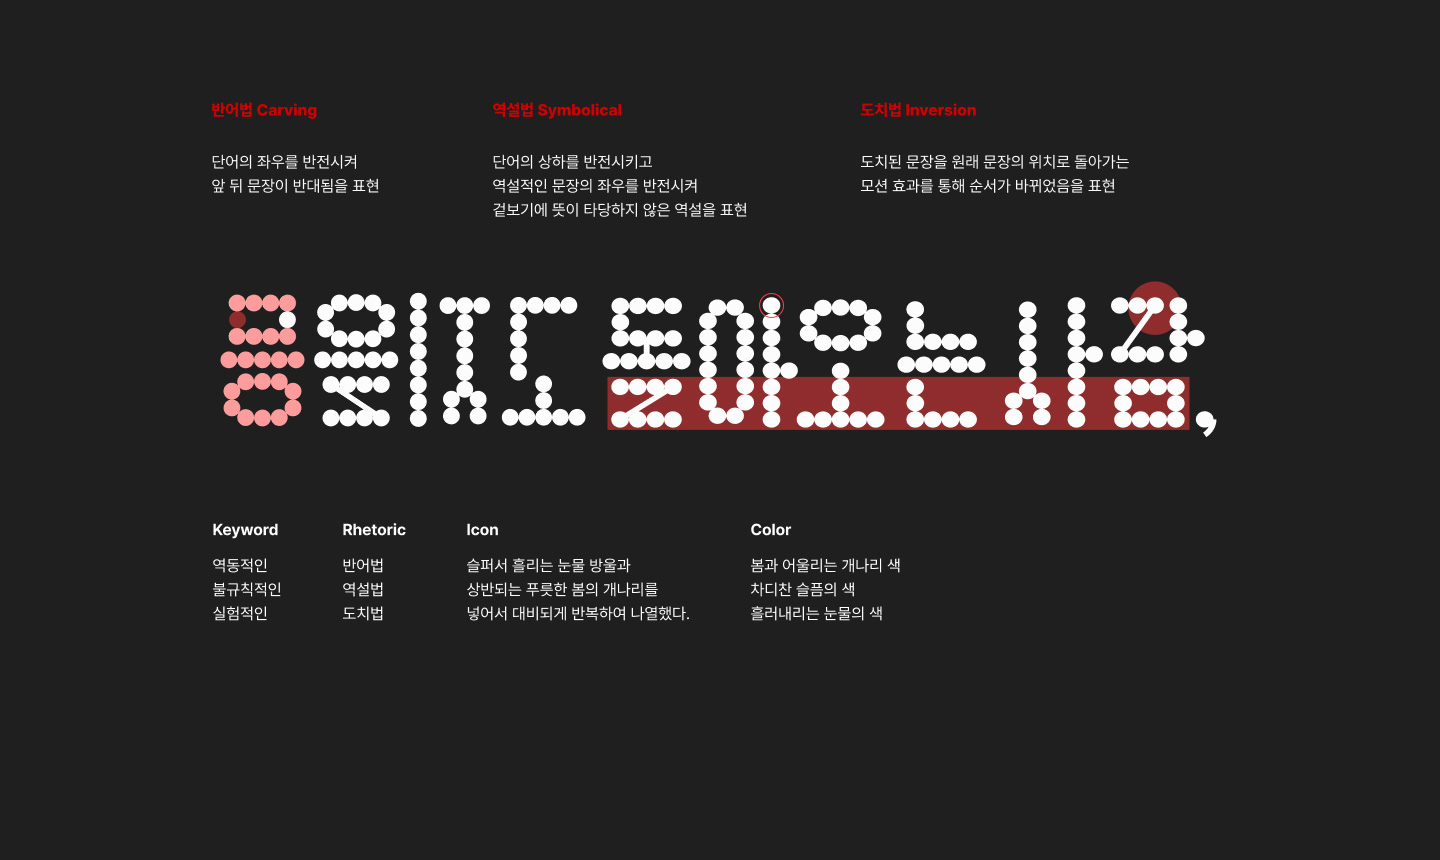 반어법 Carving
단어의 좌우를 반전시켜
앞 뒤 문장이 반대됨을 표현
역설법 Symbolical
단어의 상하를 반전시키고
역설적인 문장의 좌우를 반전시켜
겉보기에 뜻이 타당하지 않은 역설을 표현
도치법 Inversion
도치된 문장을 원래 문장의 위치로 돌아가는
모션 효과를 통해 순서가 바뀌었음을 표현
Keyword
역동적인
불규칙적인
실험적인
Rhetoric
반어법
역설법
도치법
Icon
슬퍼서 흘리는 눈물 방울과
상반되는 푸릇한 봄의 개나리를
넣어서 대비되게 반복하여 나열했다.
Color
봄과 어울리는 개나리 색
차디찬 슬픔의 색
흘러내리는 눈물의 색